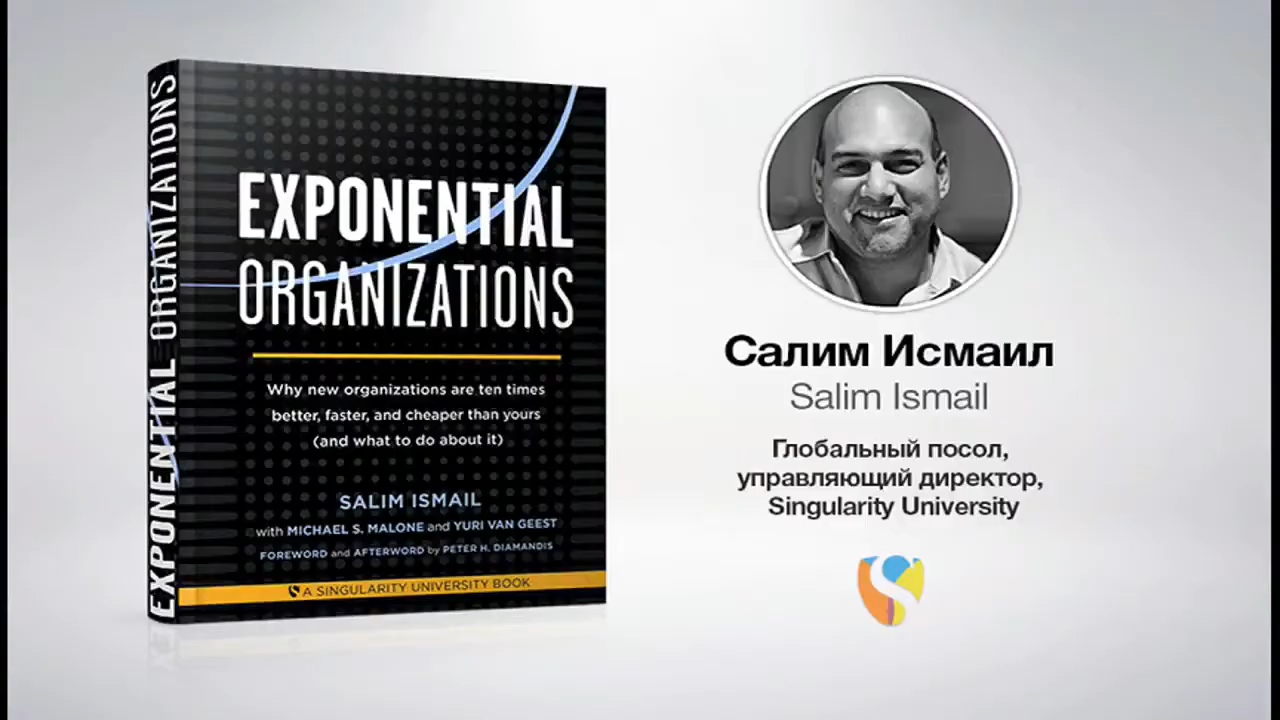 EXPONENTIAL ORGANIZATIONS
EXPONENTIAL
ORGANIZATIONS
Why new organizations are ten times
better, faster, and cheaper than yours
(and what to do about it)
SALIM ISMAIL
with MICHAEL S. MALONE and YURI VAN GEEST
FOREWORD and AFTERWORD by PETER H. DIAMANDIS
A SINGULARITY UNIVERSITY BOOK
Салим Исмаил
Salim Ismail
Глобальный посол,
управляющий директор,
Singularity University